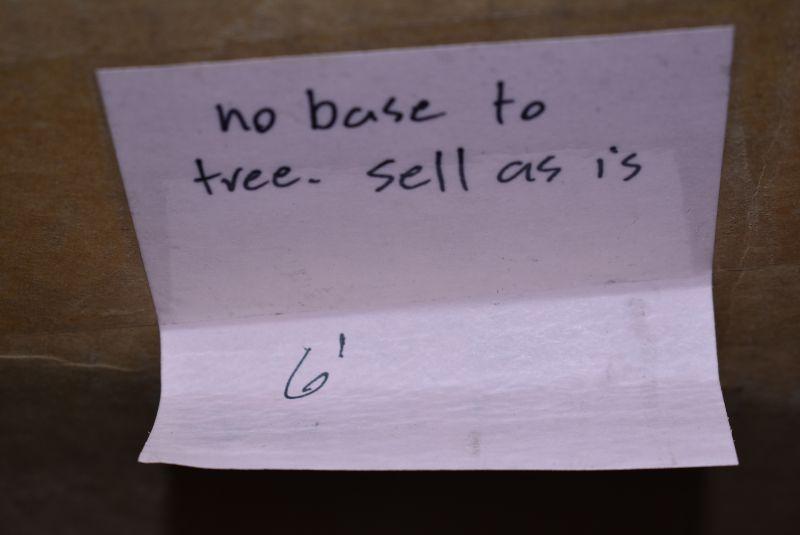 no base to
tree. sell as is
6'